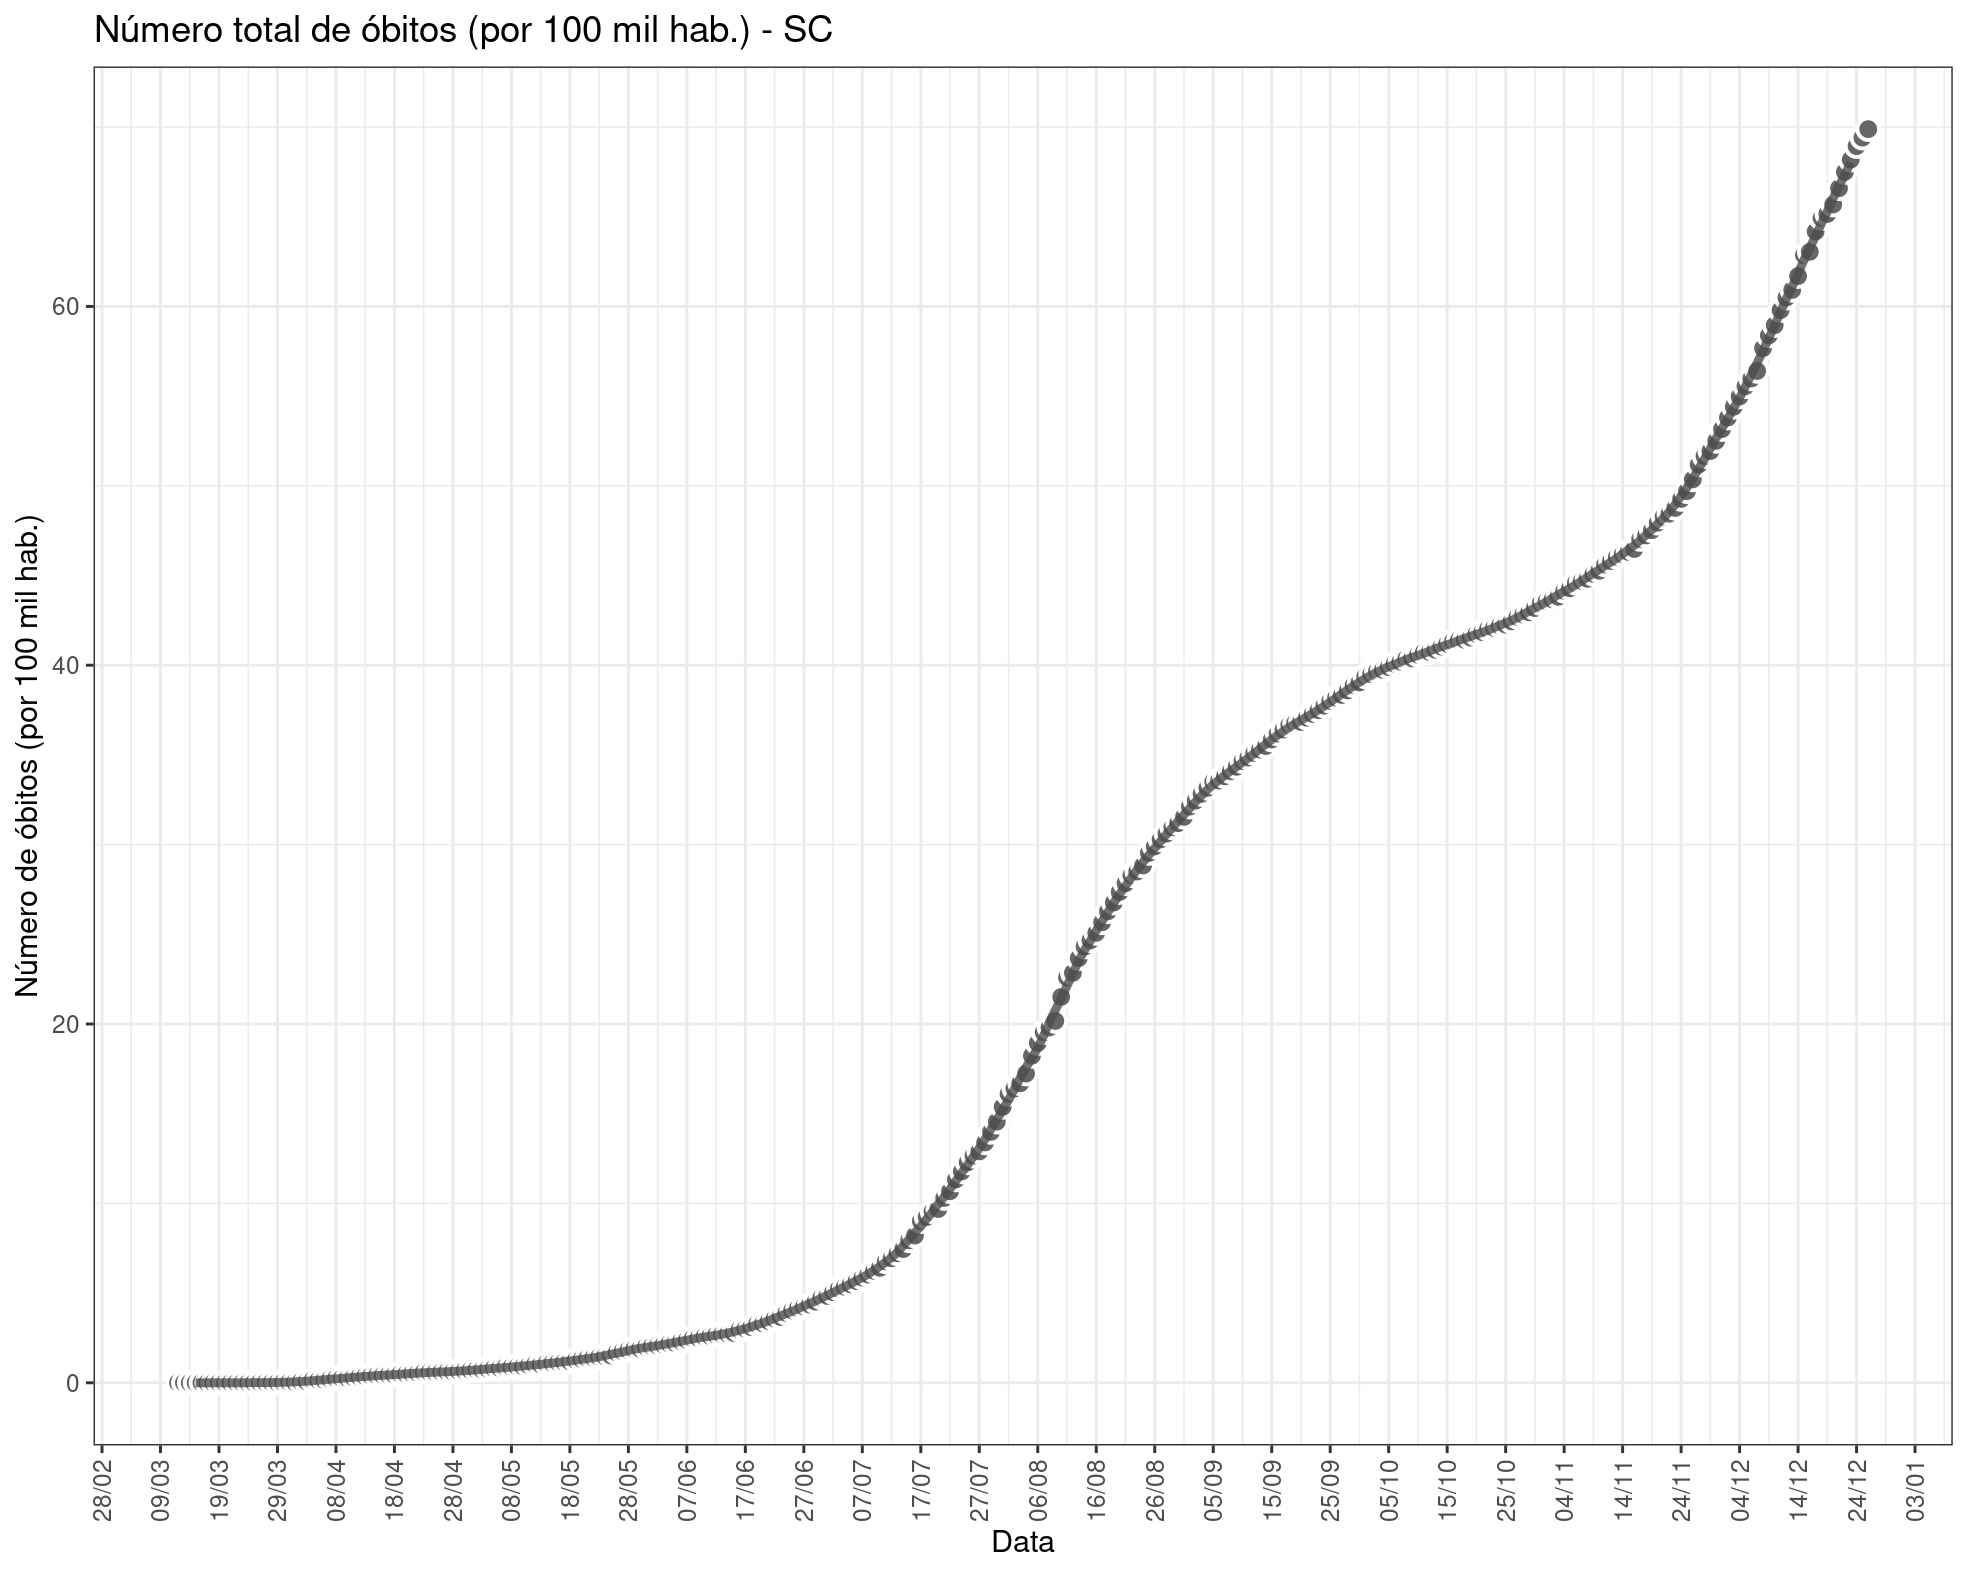 Número total de óbitos (por 100 mil hab.) - SC
Número de óbitos (por 100 mil hab.)
60
40
20
0
28/02 09/03 19/03 29/03 08/04 18/04 28/04 08/05 18/05 28/05 07/06 17/06 27/06 07/07 17/07 27/07 06/08 16/08 26/08 05/09 15/09 25/09 05/10 15/10 25/10 04/11 14/11 24/11 04/12 14/12 24/12 03/01
Data